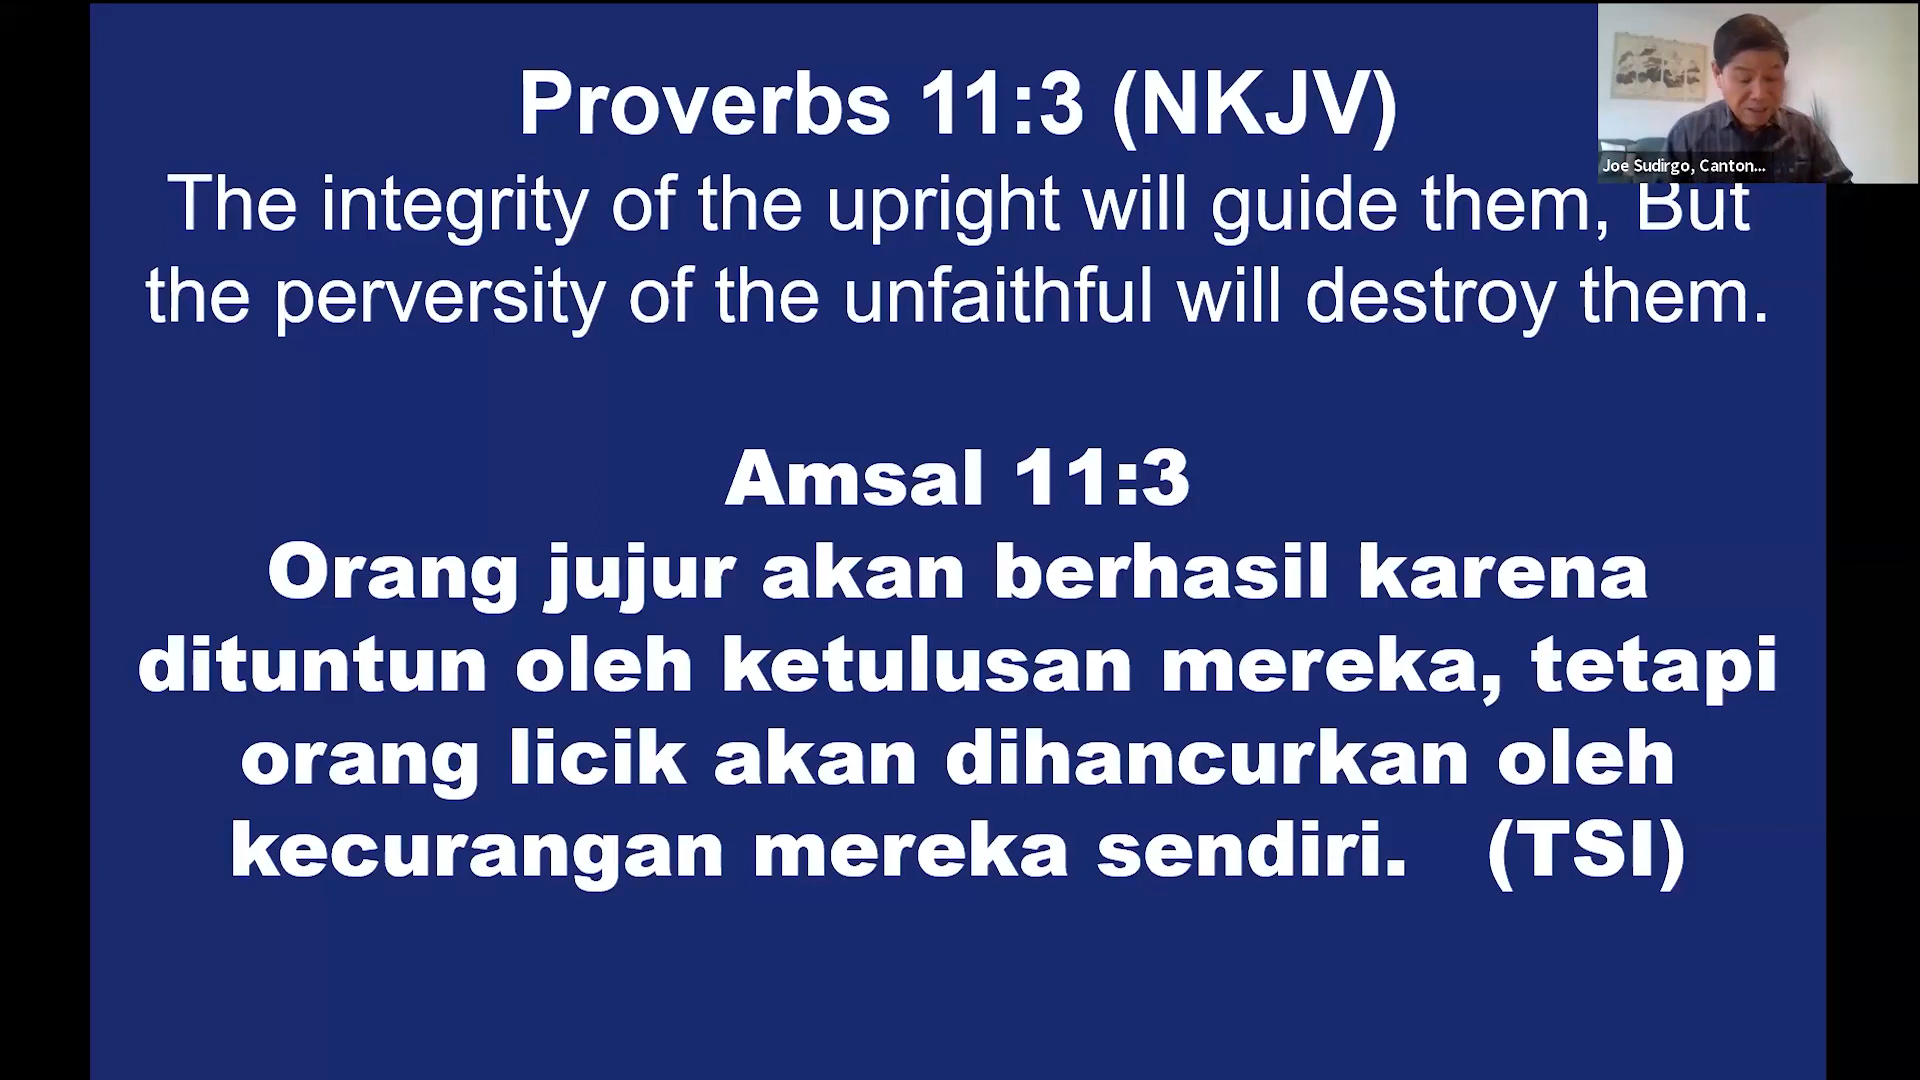 Proverbs 11:3 (NKJV)
The integrity of the upright will guide them, But
the perversity of the unfaithful will destroy them.
Amsal 11:3
Orang jujur akan berhasil karena
dituntun oleh ketulusan mereka, tetapi
orang licik akan dihancurkan oleh
kecurangan mereka sendiri. (TSI)
Joe Sudirgo, Canton...